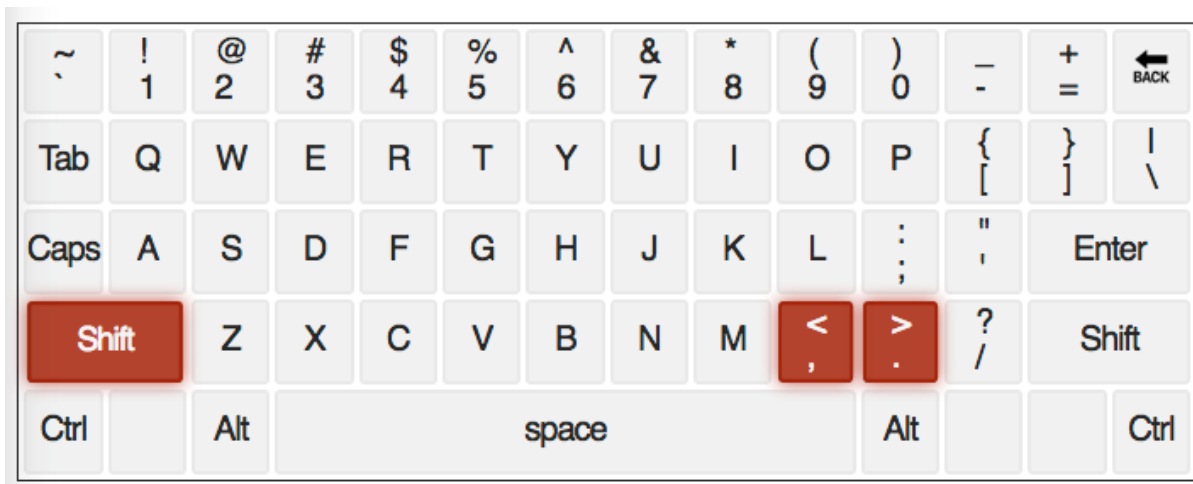 ~ ! @ # $ % ^ & * ( ) _ +
` 1 2 3 4 5 6 7 8 9 0 - = BACK
Tab Q W E R T Y U I O P { [ } ] | \
Caps A S D F G H J K L : ; " ' Enter
Shift Z X C V B N M < , > . ? / Shift
Ctrl Alt space Alt Ctrl